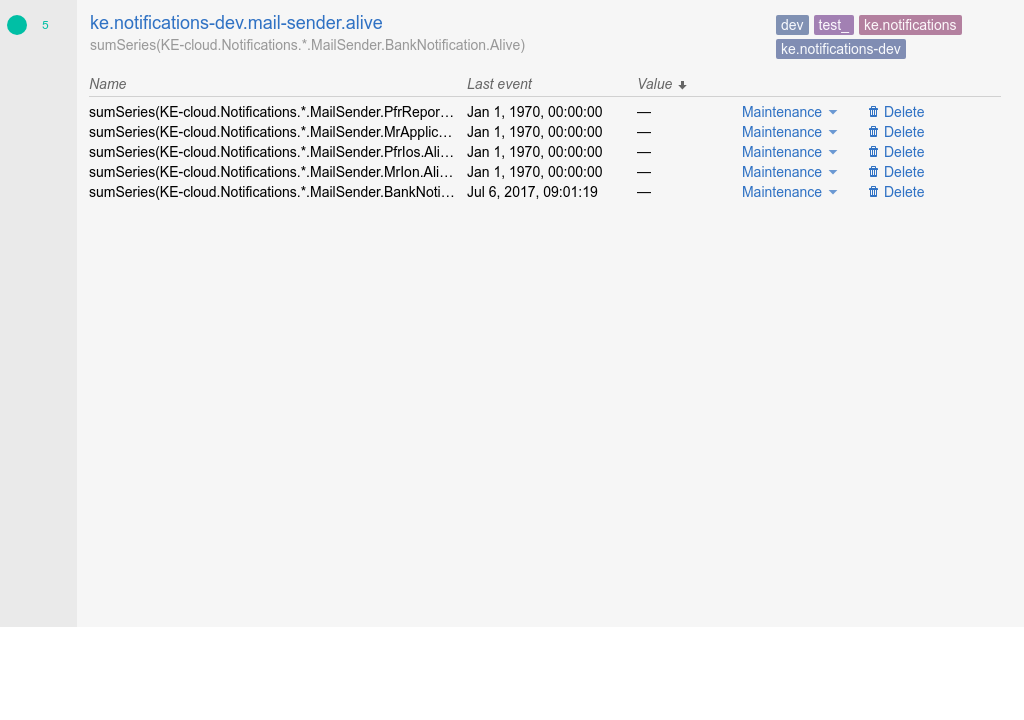 5
ke.notifications-dev.mail-sender.alive
sumSeries(KE-cloud.Notifications.*.MailSender.BankNotification.Alive)
dev test_ ke.notifications
ke.notifications-dev
Name Last event Value
sumSeries(KE-cloud.Notifications.*.MailSender.PfrRepor… Jan 1, 1970, 00:00:00 — Maintenance Delete
sumSeries(KE-cloud.Notifications.*.MailSender.MrApplic… Jan 1, 1970, 00:00:00 — Maintenance Delete
sumSeries(KE-cloud.Notifications.*.MailSender.PfrIos.Ali… Jan 1, 1970, 00:00:00 — Maintenance Delete
sumSeries(KE-cloud.Notifications.*.MailSender.MrIon.Ali… Jan 1, 1970, 00:00:00 — Maintenance Delete
sumSeries(KE-cloud.Notifications.*.MailSender.BankNoti… Jul 6, 2017, 09:01:19 — Maintenance Delete